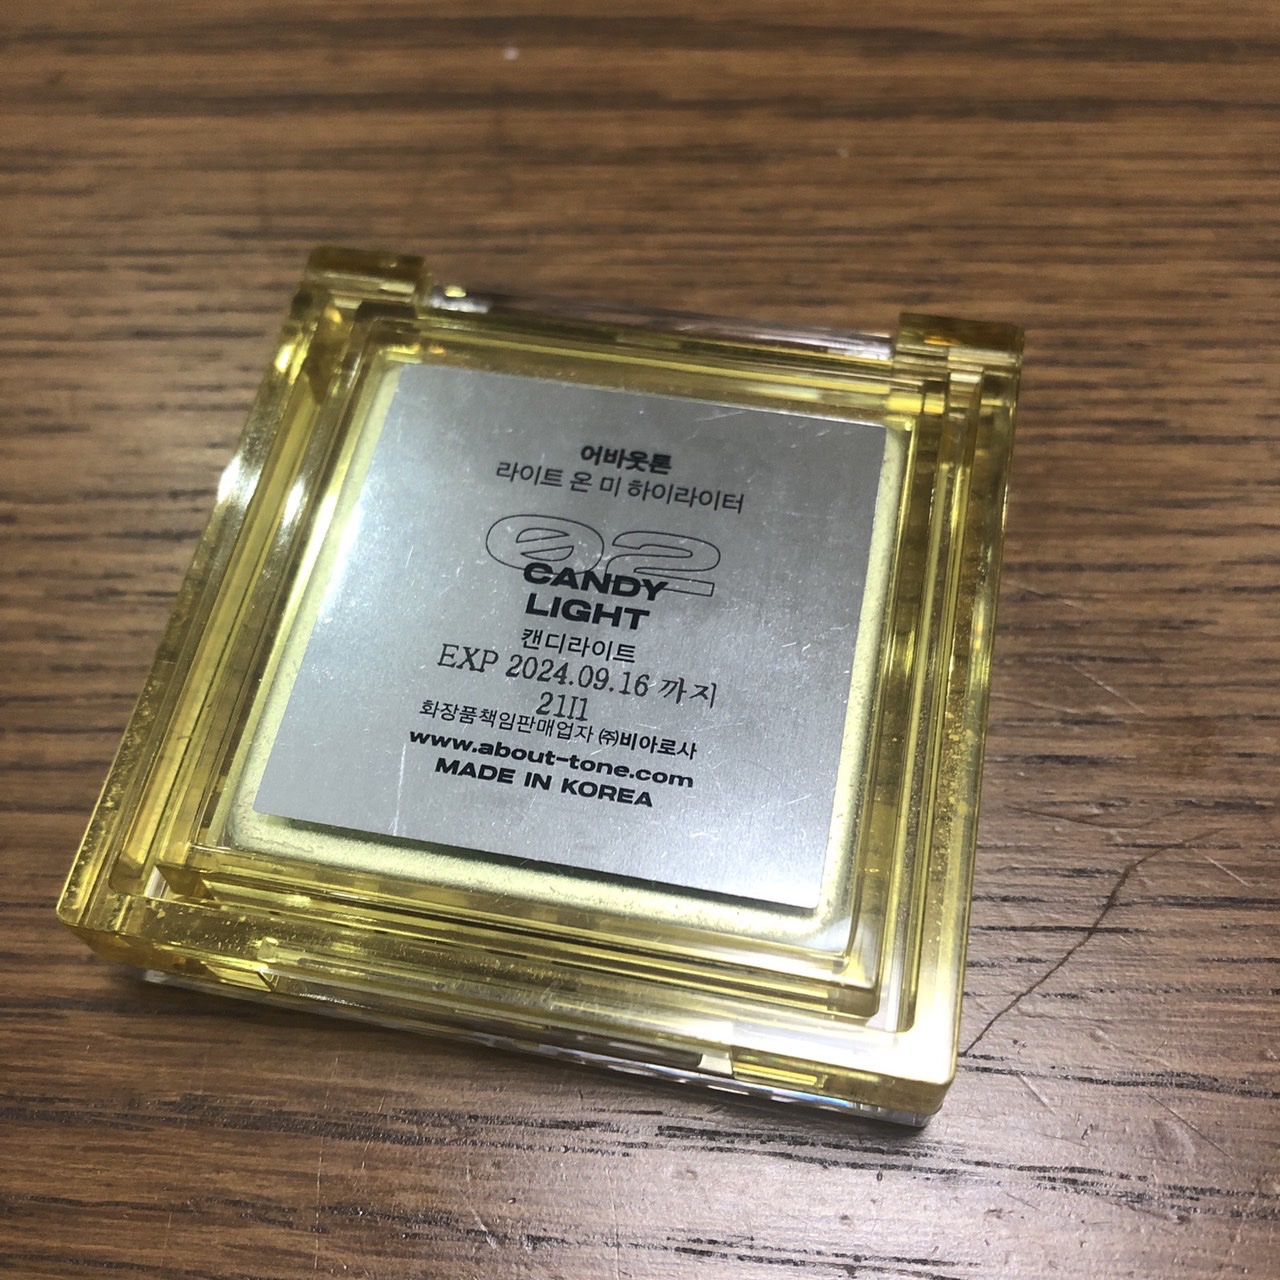 어바웃톤
라이트 온 미 하이라이터
02
CANDY
LIGHT
캔디라이트
EXP 2024.09.16 까지
21I1
화장품책임판매업자 ㈜비아로사
www.about-tone.com
MADE IN KOREA